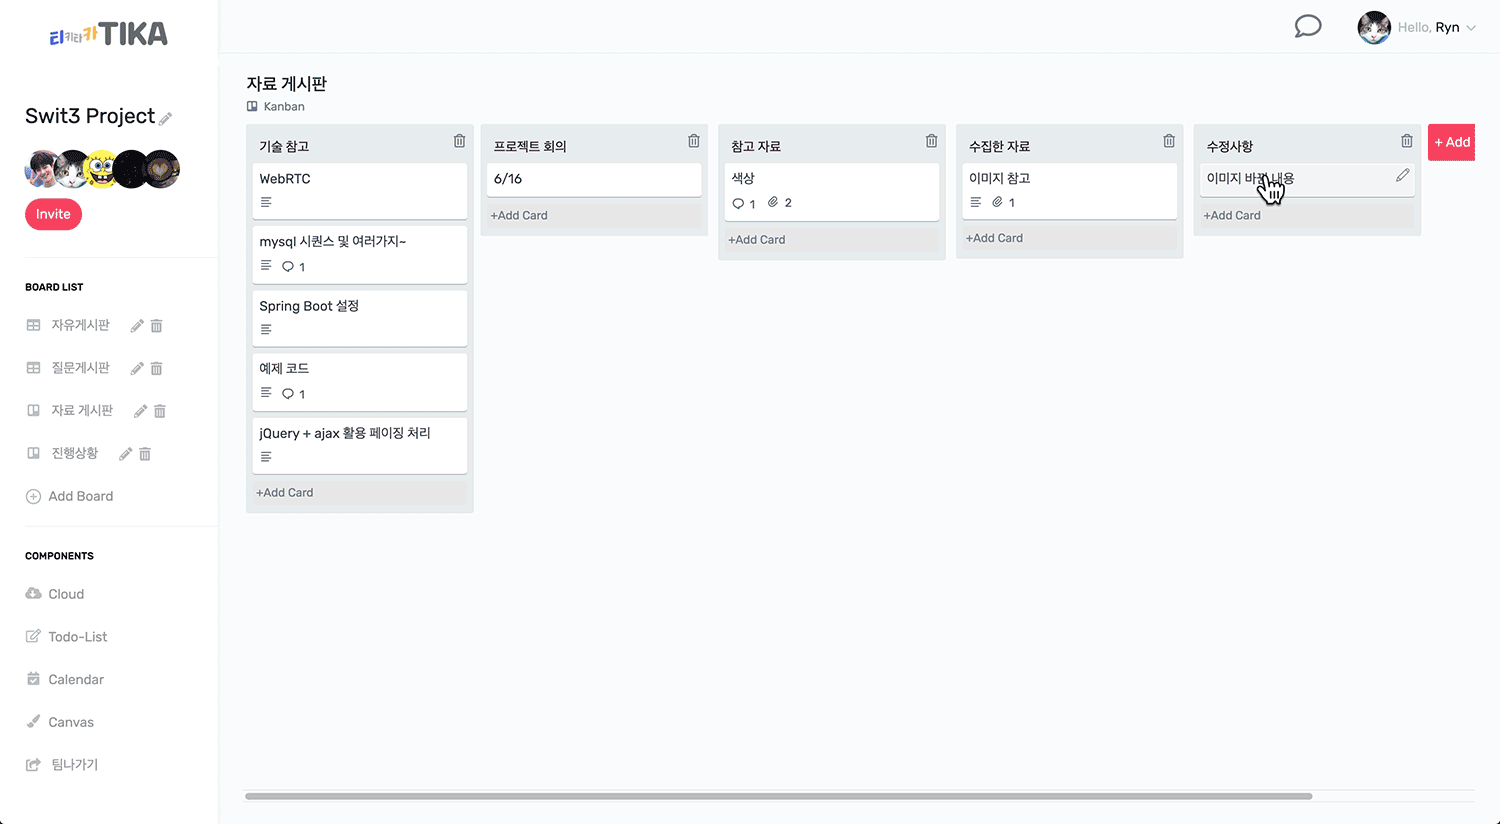 티키타카 TIKA
Hello, Ryn
Swit3 Project
Invite
BOARD LIST
자유게시판
질문게시판
자료 게시판
진행상황
Add Board
COMPONENTS
Cloud
Todo-List
Calendar
Canvas
팀나가기
자료 게시판
Kanban
기술 참고
WebRTC
mysql 시퀀스 및 여러가지~
1
Spring Boot 설정
예제 코드
1
jQuery + ajax 활용 페이징 처리
+Add Card
프로젝트 회의
6/16
+Add Card
참고 자료
색상
1 2
+Add Card
수집한 자료
이미지 참고
1
+Add Card
수정사항
이미지 내용
+Add Card
+ Add